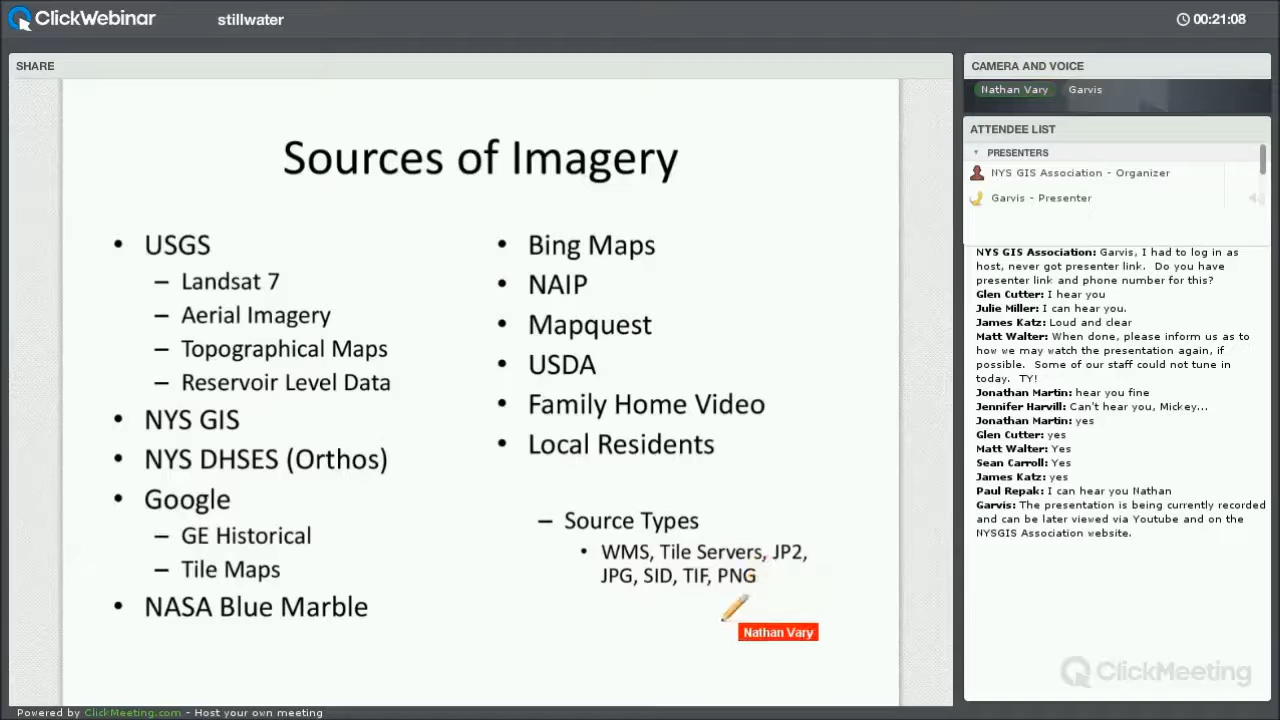 ClickWebinar
stillwater
00:21:08
SHARE
Sources of Imagery
• USGS
– Landsat 7
– Aerial Imagery
– Topographical Maps
– Reservoir Level Data
• NYS GIS
• NYS DHSES (Orthos)
• Google
– GE Historical
– Tile Maps
• NASA Blue Marble
• Bing Maps
• NAIP
• Mapquest
• USDA
• Family Home Video
• Local Residents
– Source Types
• WMS, Tile Servers, JP2,
JPG, SID, TIF, PNG
Nathan Vary
CAMERA AND VOICE
Nathan Vary Garvis
ATTENDEE LIST
PRESENTERS
NYS GIS Association - Organizer
Garvis - Presenter
NYS GIS Association: Garvis, I had to log in as
host, never got presenter link. Do you have
presenter link and phone number for this?
Glen Cutter: I hear you
Julie Miller: I can hear you.
James Katz: Loud and clear
Matt Walter: When done, please inform us as to
how we may watch the presentation again, if
possible. Some of our staff could not tune in
today. TY!
Jonathan Martin: hear you fine
Jennifer Harvill: Can't hear you, Mickey...
Jonathan Martin: yes
Glen Cutter: yes
Matt Walter: Yes
Sean Carroll: Yes
James Katz: yes
Paul Repak: I can hear you Nathan
Garvis: The presentation is being currently recorded
and can be later viewed via Youtube and on the
NYSGIS Association website.
ClickMeeting
Powered by ClickMeeting.com - Host your own meeting